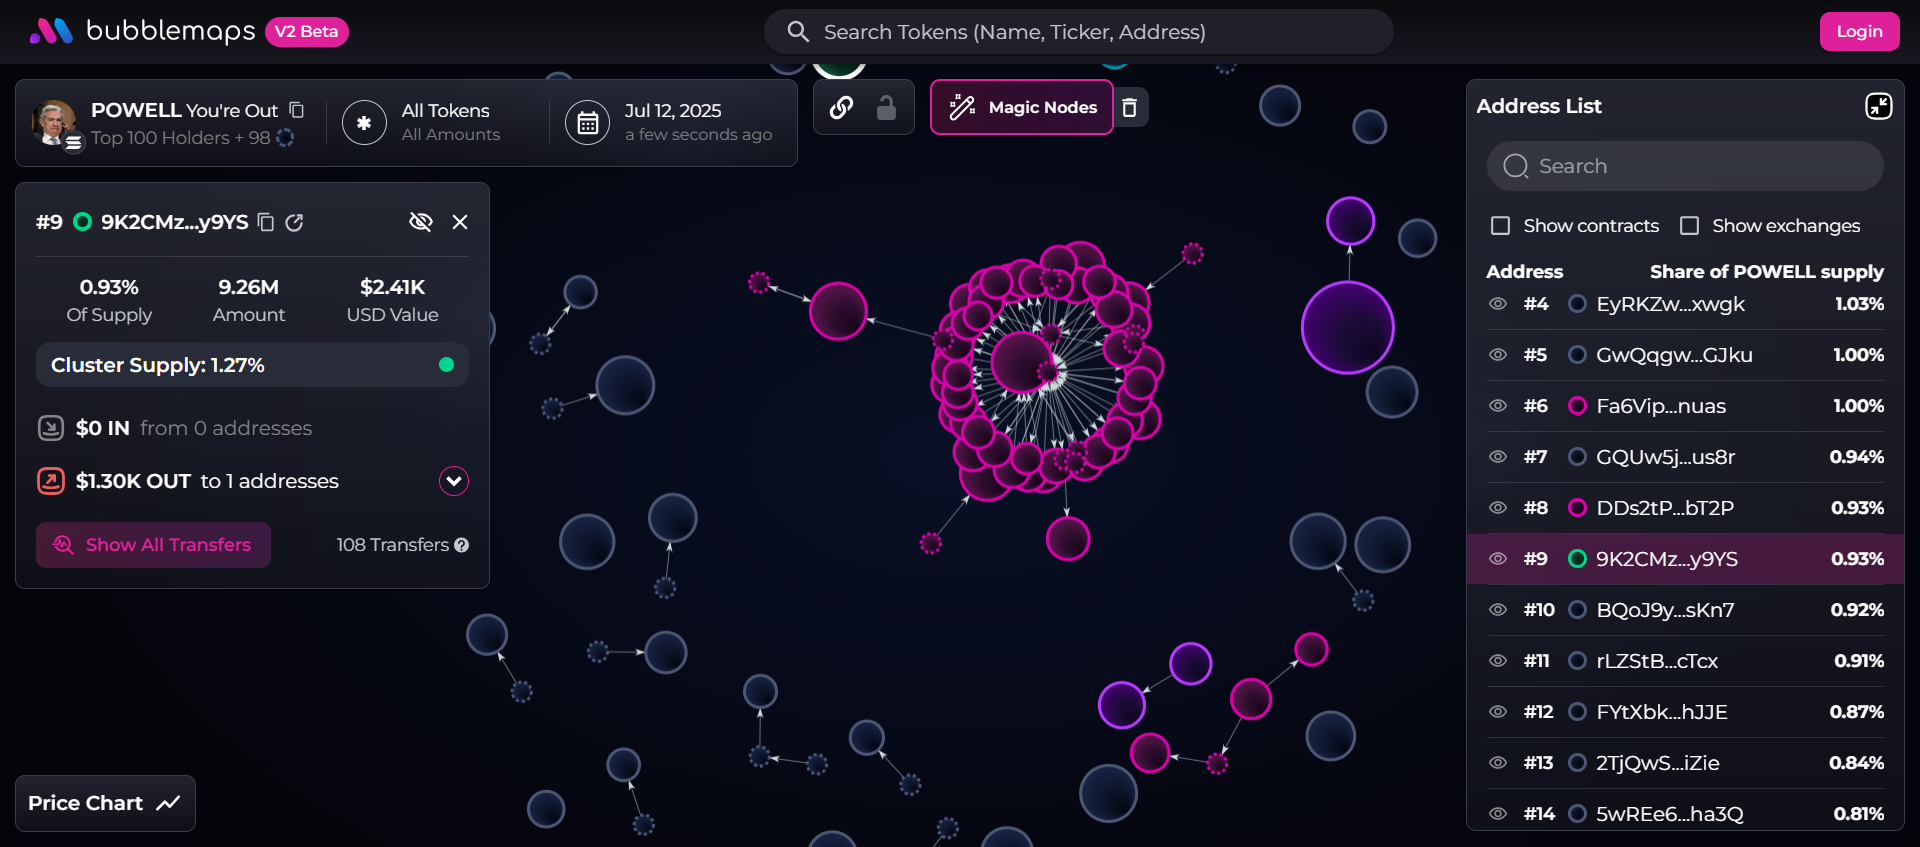 bubblemaps V2 Beta
Search Tokens (Name, Ticker, Address)
Login
POWELL You're Out
Top 100 Holders + 98
All Tokens
All Amounts
Jul 12, 2025
a few seconds ago
Magic Nodes
#9 9K2CMz...y9YS
0.93% 9.26M $2.41K
Of Supply Amount USD Value
Cluster Supply: 1.27%
$0 IN from 0 addresses
$1.30K OUT to 1 addresses
Show All Transfers 108 Transfers ?
Price Chart
Address List
Search
Show contracts Show exchanges
Address Share of POWELL supply
#4 EyRKZw...xwgk 1.03%
#5 GwQqgw...GJku 1.00%
#6 Fa6Vip...nuas 1.00%
#7 GQUw5j...us8r 0.94%
#8 DDs2tP...bT2P 0.93%
#9 9K2CMz...y9YS 0.93%
#10 BQoJ9y...sKn7 0.92%
#11 rLZStB...cTcx 0.91%
#12 FYtXbk...hJJE 0.87%
#13 2TjQwS...iZie 0.84%
#14 5wREe6...ha3Q 0.81%